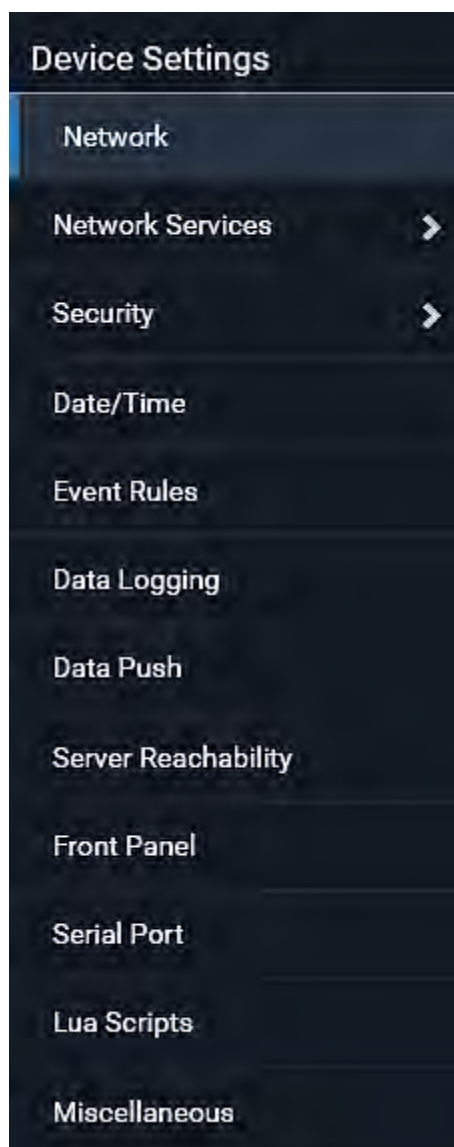 Device Settings
Network
Network Services
Security
Date/Time
Event Rules
Data Logging
Data Push
Server Reachability
Front Panel
Serial Port
Lua Scripts
Miscellaneous